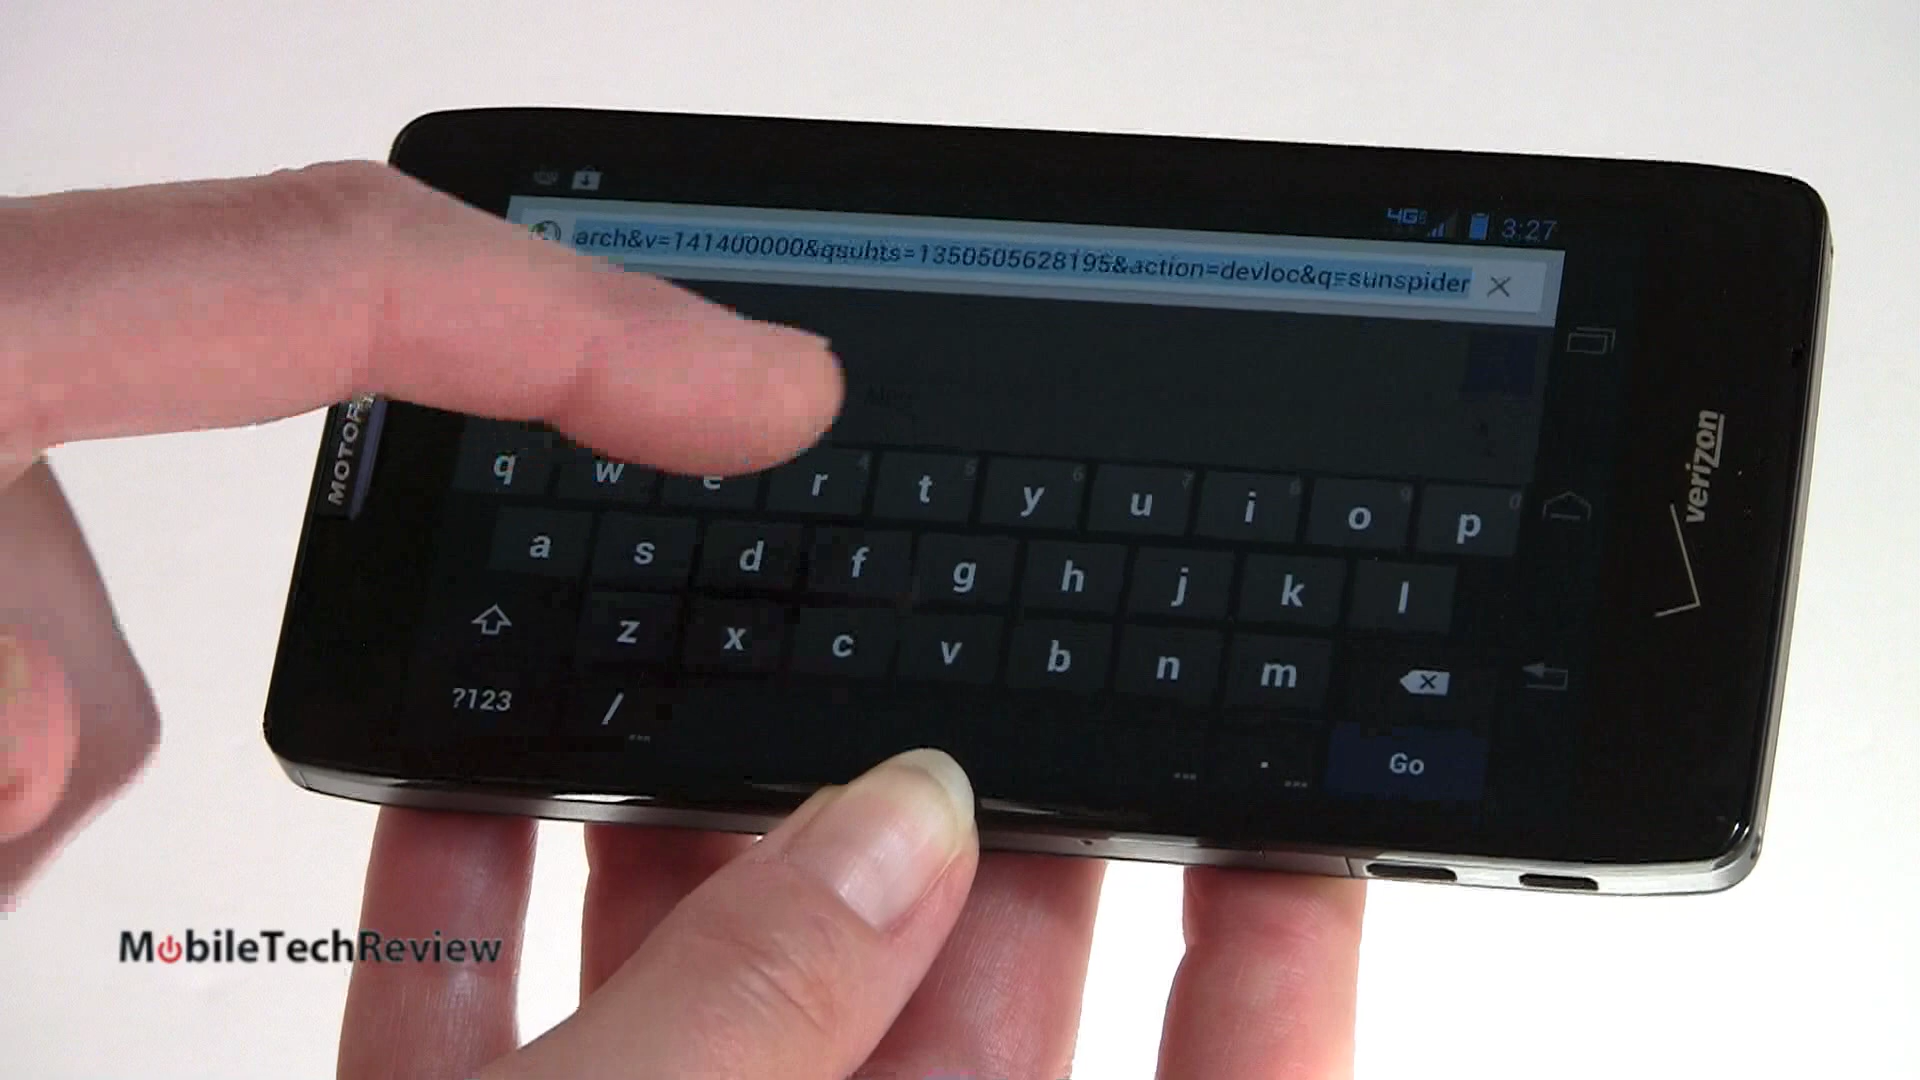 4G 3:27
arch&v=141400000&qsubts=1350505628195&action=devloc&q=sunspider
q w e r t y u i o p
a s d f g h j k l
z x c v b n m
?123 / ... ... . ... Go
MOTOR
verizon
MobileTechReview